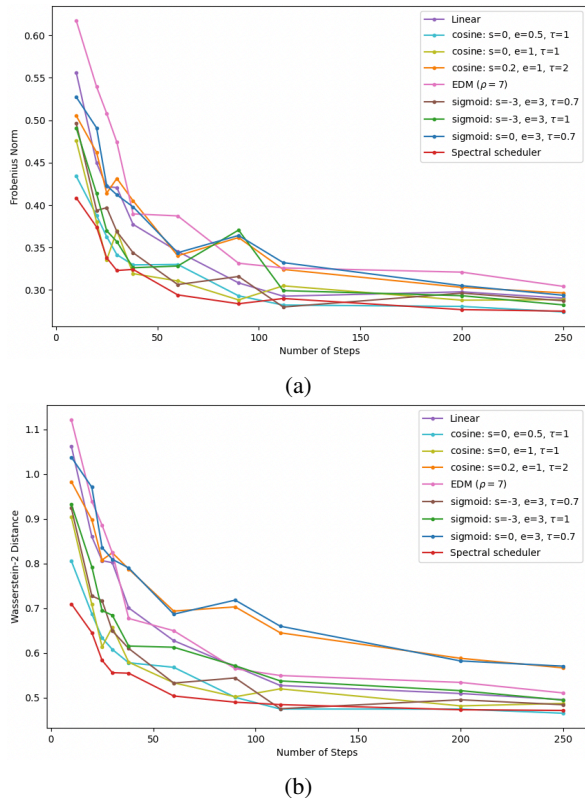 0.60
0.55
0.50
0.45
0.40
0.35
0.30
Frobenius Norm
Linear
cosine: s=0, e=0.5, τ=1
cosine: s=0, e=1, τ=1
cosine: s=0.2, e=1, τ=2
EDM (ρ = 7)
sigmoid: s=-3, e=3, τ=0.7
sigmoid: s=-3, e=3, τ=1
sigmoid: s=0, e=3, τ=0.7
Spectral scheduler
0 50 100 150 200 250
Number of Steps
(a)
1.1
1.0
0.9
0.8
0.7
0.6
0.5
Wasserstein-2 Distance
Linear
cosine: s=0, e=0.5, τ=1
cosine: s=0, e=1, τ=1
cosine: s=0.2, e=1, τ=2
EDM (ρ = 7)
sigmoid: s=-3, e=3, τ=0.7
sigmoid: s=-3, e=3, τ=1
sigmoid: s=0, e=3, τ=0.7
Spectral scheduler
0 50 100 150 200 250
Number of Steps
(b)